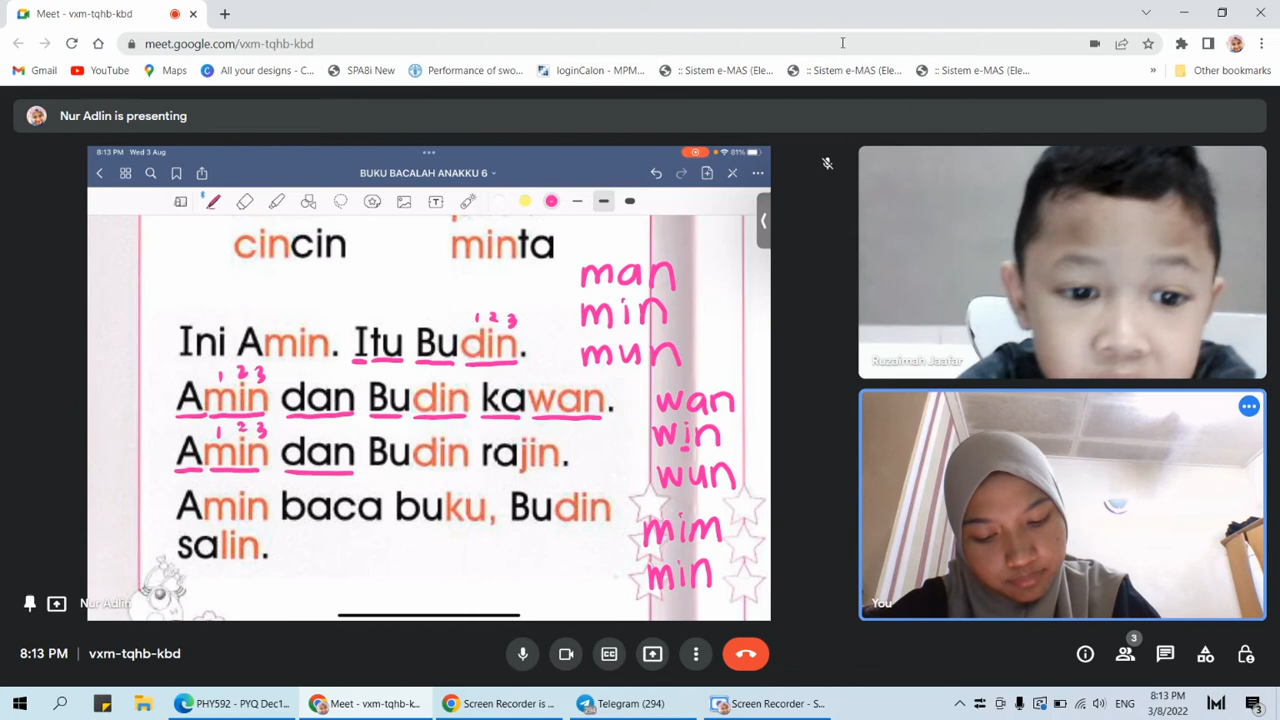 Meet - vxm-tqhb-kbd
meet.google.com/vxm-tqhb-kbd
Gmail YouTube Maps All your designs - C... SPA8i New Performance of swo... loginCalon - MPM... :: Sistem e-MAS (Ele... :: Sistem e-MAS (Ele... :: Sistem e-MAS (Ele... » Other bookmarks
Nur Adlin is presenting
8:13 PM Wed 3 Aug 81%
BUKU BACALAH ANAKKU 6
cincin minta
man
min
mun
1 2 3
Ini Amin. Itu Budin.
1 2 3
Amin dan Budin kawan.
wan
win
wun
1 2 3
Amin dan Budin rajin.
Amin baca buku, Budin
salin.
mim
min
Nur Adlin
Ruzaimah Jaafar
You
8:13 PM vxm-tqhb-kbd
3
PHY592 - PYQ Dec1... Meet - vxm-tqhb-k... Screen Recorder is ... Telegram (294) Screen Recorder - S... ENG
8:13 PM
3/8/2022
3